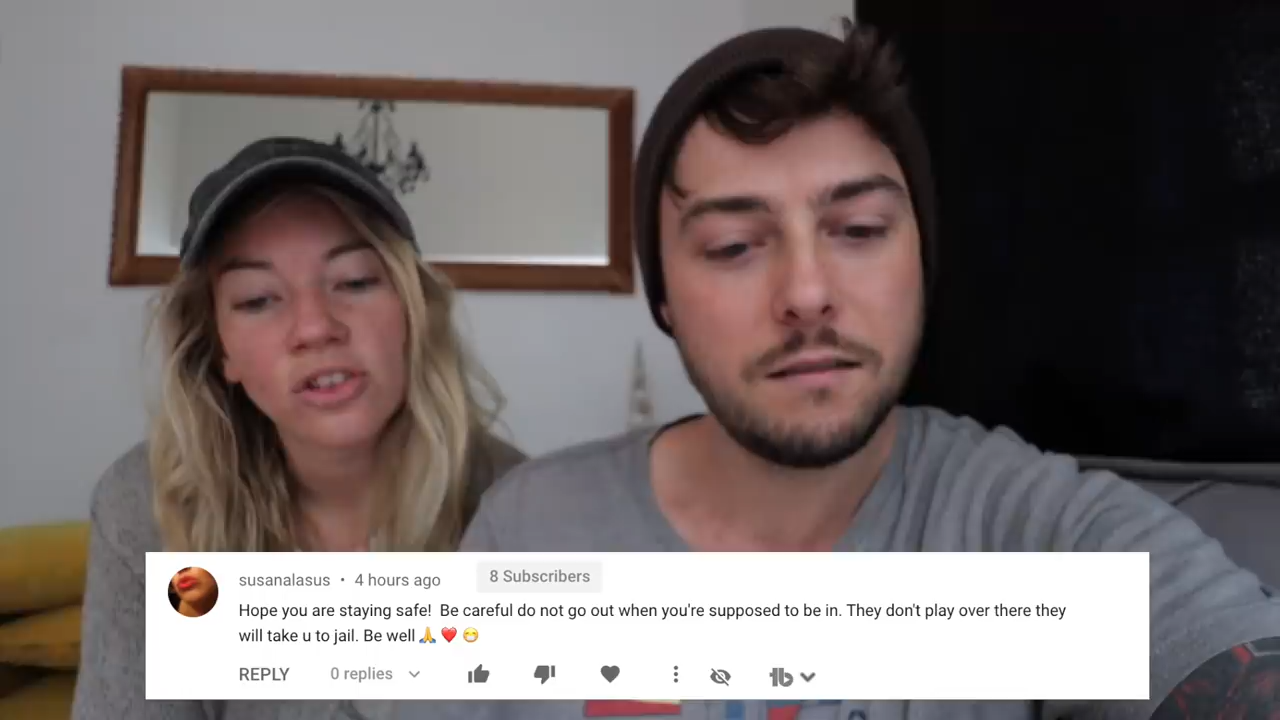 susanalasus • 4 hours ago 8 Subscribers
Hope you are staying safe!  Be careful do not go out when you're supposed to be in. They don't play over there they
will take u to jail. Be well 🙏 ❤️ 😷
REPLY 0 replies